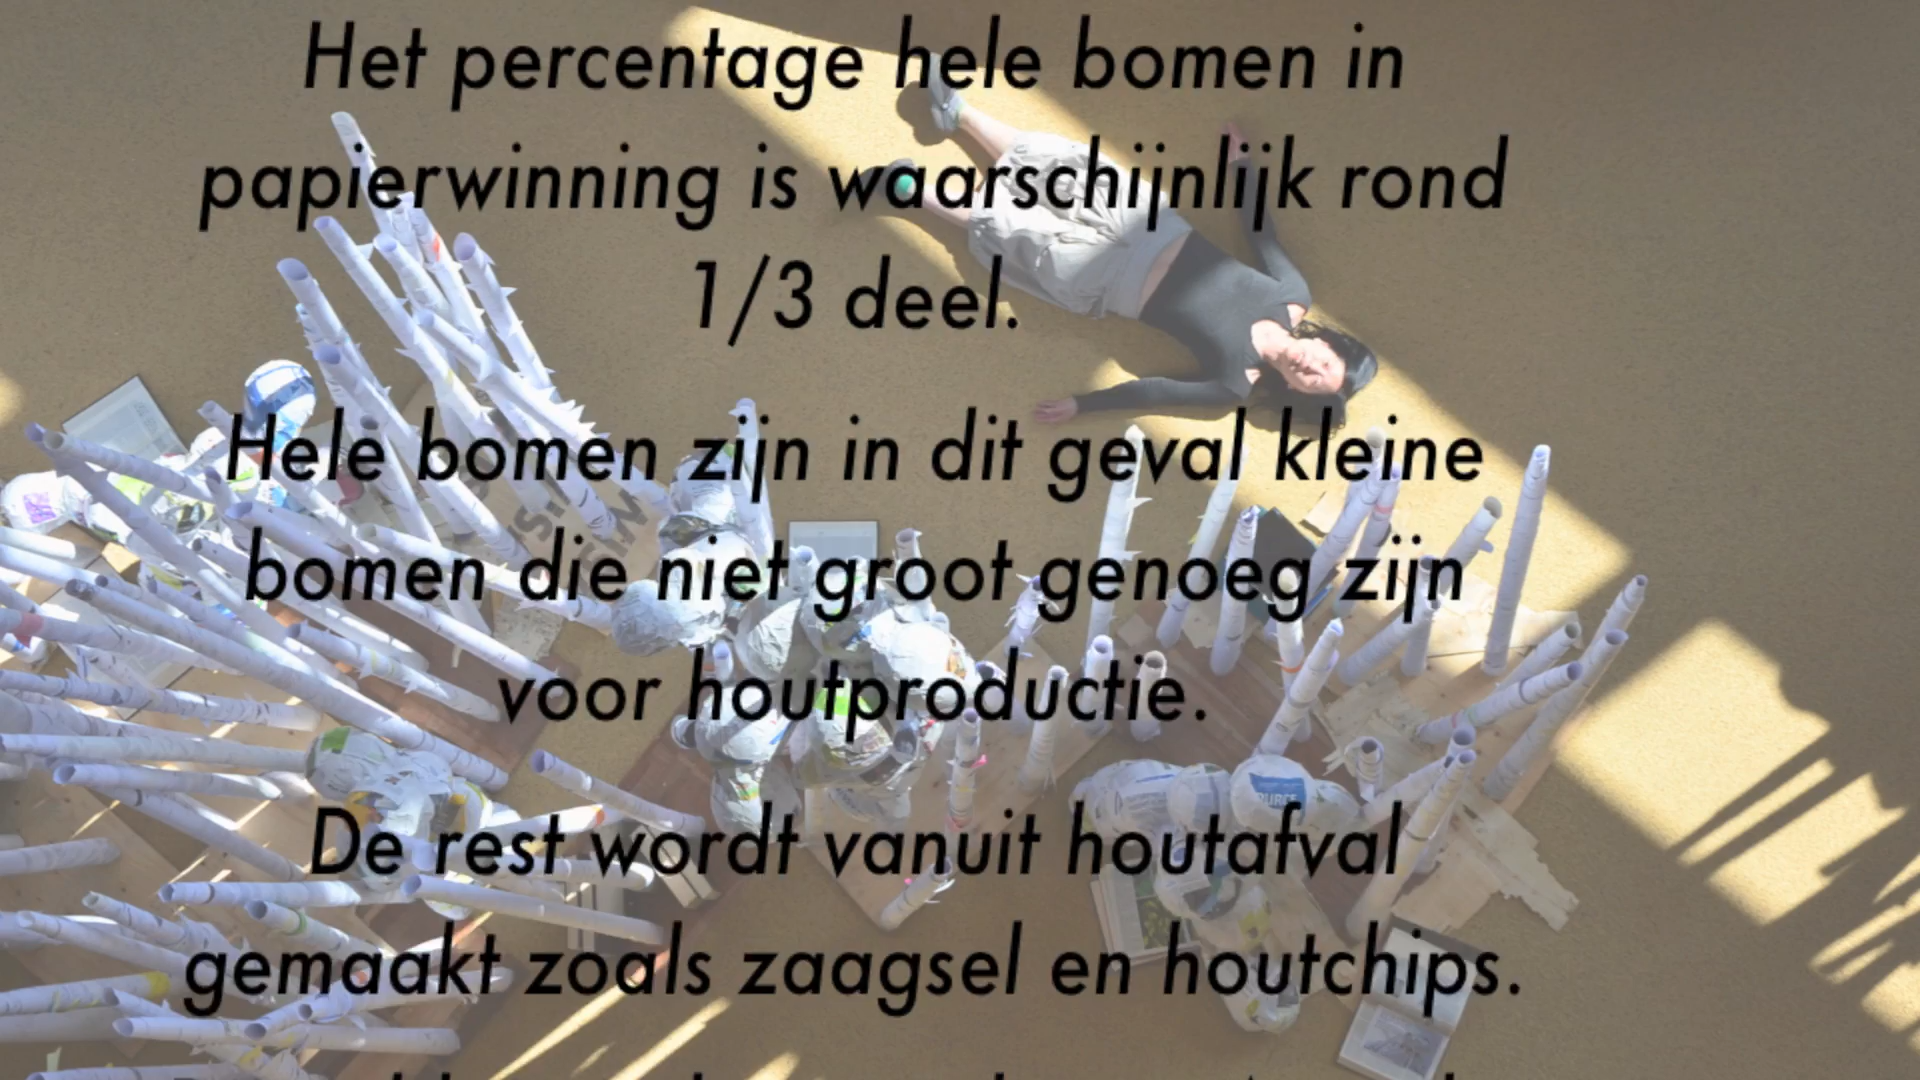 Het percentage hele bomen in
papierwinning is waarschijnlijk rond
1/3 deel.
Hele bomen zijn in dit geval kleine
bomen die niet groot genoeg zijn
voor houtproductie.
De rest wordt vanuit houtafval
gemaakt zoals zaagsel en houtchips.